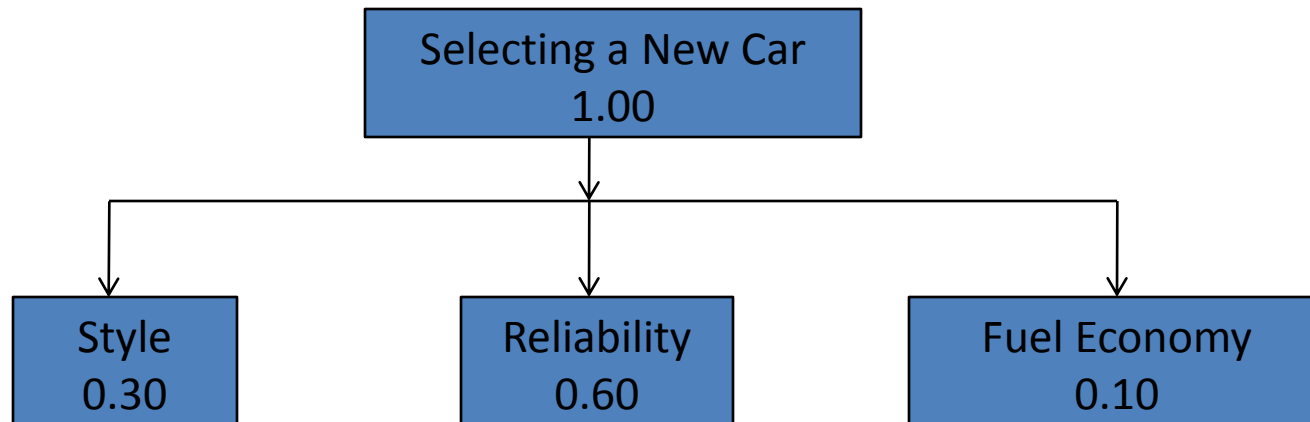 Selecting a New Car
1.00
Style
0.30
Reliability
0.60
Fuel Economy
0.10